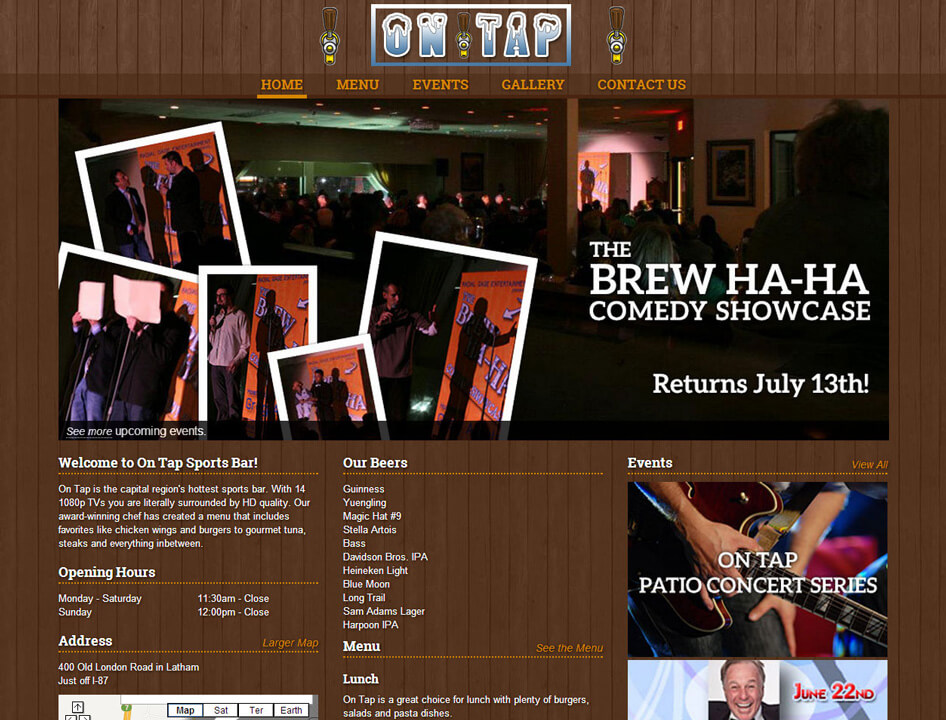 ON TAP
HOME MENU EVENTS GALLERY CONTACT US
THE
BREW HA-HA
COMEDY SHOWCASE
Returns July 13th!
See more upcoming events.
Welcome to On Tap Sports Bar!
On Tap is the capital region's hottest sports bar. With 14
1080p TVs you are literally surrounded by HD quality. Our
award-winning chef has created a menu that includes
favorites like chicken wings and burgers to gourmet tuna,
steaks and everything inbetween.
Opening Hours
Monday - Saturday 11:30am - Close
Sunday 12:00pm - Close
Address Larger Map
400 Old London Road in Latham
Just off I-87
Map Sat Ter Earth
Our Beers
Guinness
Yuengling
Magic Hat #9
Stella Artois
Bass
Davidson Bros. IPA
Heineken Light
Blue Moon
Long Trail
Sam Adams Lager
Harpoon IPA
Menu See the Menu
Lunch
On Tap is a great choice for lunch with plenty of burgers,
salads and pasta dishes.
Events View All
ON TAP
PATIO CONCERT SERIES
JUNE 22ND